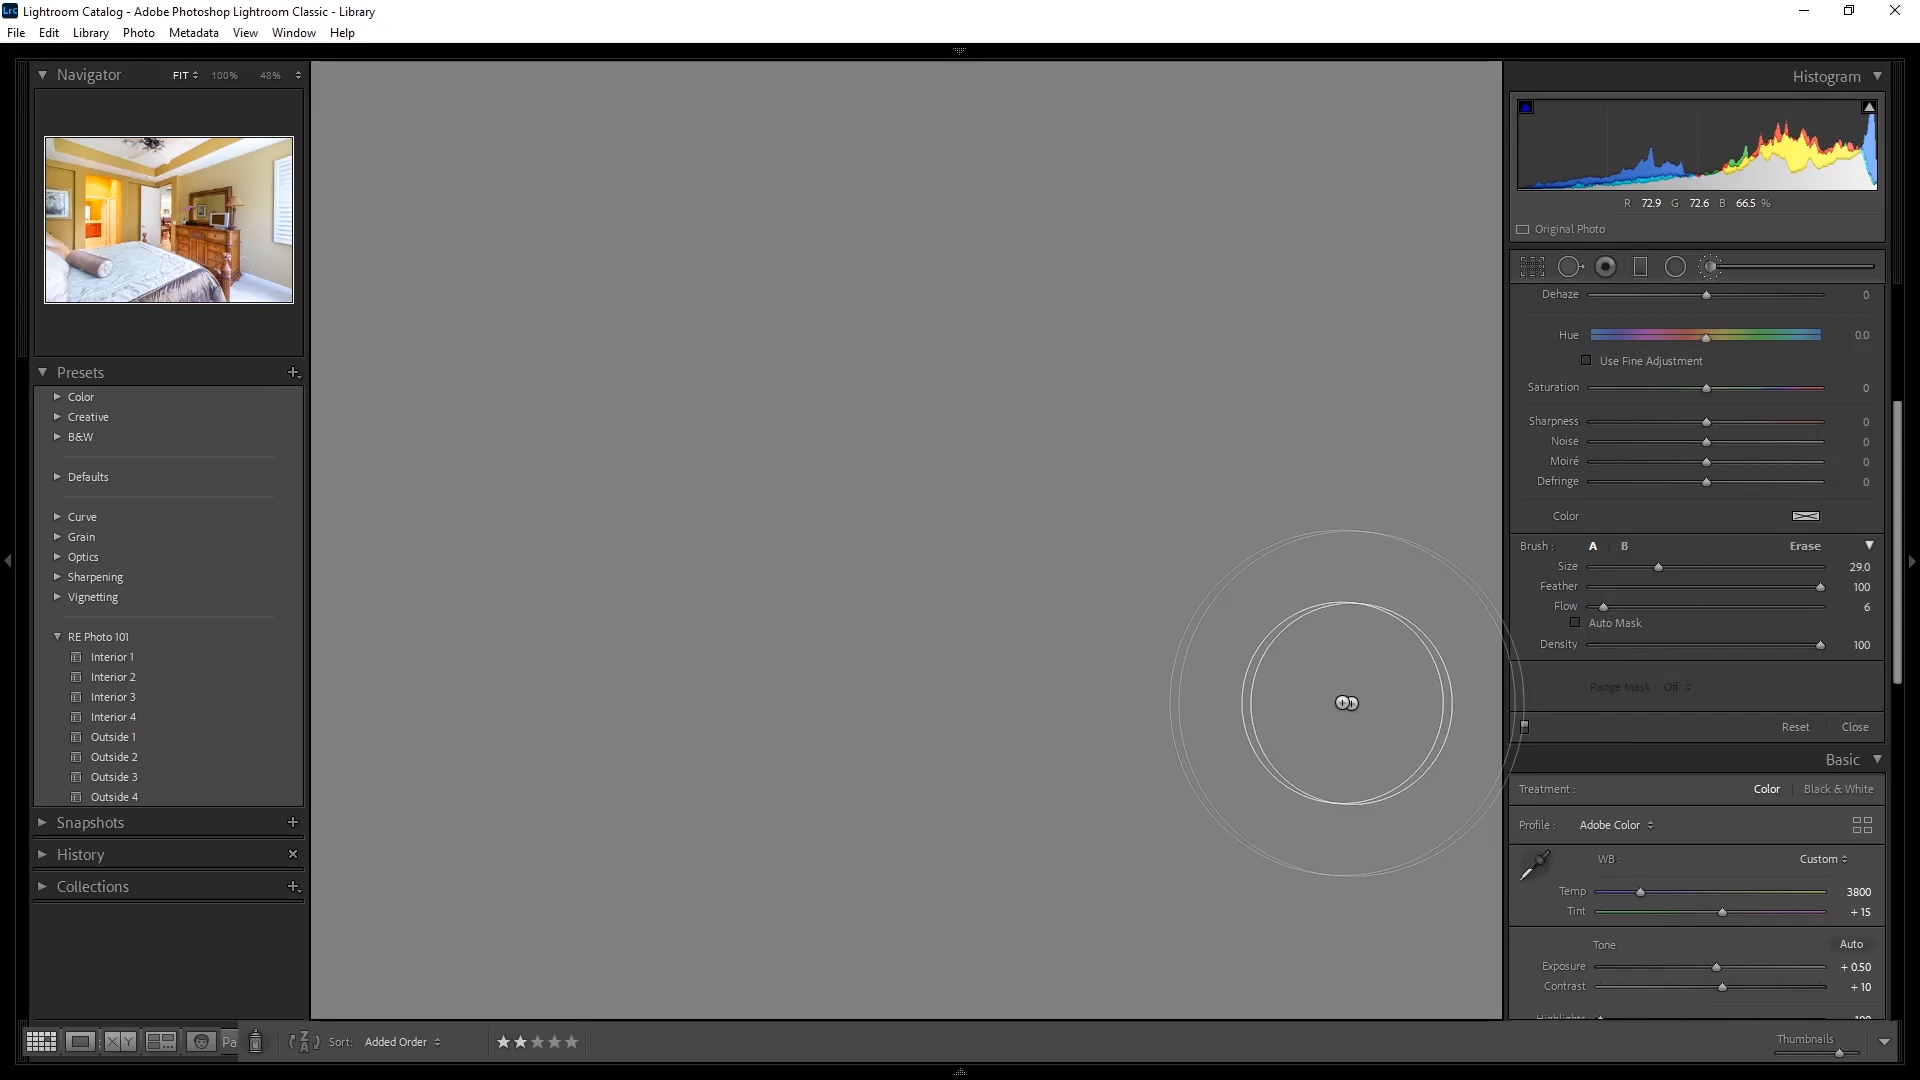 Lightroom Catalog - Adobe Photoshop Lightroom Classic - Library
File Edit Library Photo Metadata View Window Help
Navigator FIT 100% 48%
Presets
Color
Creative
B&W
Defaults
Curve
Grain
Optics
Sharpening
Vignetting
RE Photo 101
Interior 1
Interior 2
Interior 3
Interior 4
Outside 1
Outside 2
Outside 3
Outside 4
Snapshots
History
Collections
Pa Sort: Added Order
Histogram
R 72.9 G 72.6 B 66.5 %
Original Photo
Dehaze 0
Hue 0.0
Use Fine Adjustment
Saturation 0
Sharpness 0
Noise 0
Moiré 0
Defringe 0
Color
Brush : A B Erase
Size 29.0
Feather 100
Flow 6
Auto Mask
Density 100
Range Mask : Off
Reset Close
Basic
Treatment : Color Black & White
Profile : Adobe Color
WB : Custom
Temp 3800
Tint + 15
Tone Auto
Exposure + 0.50
Contrast + 10
Highlights
Thumbnails